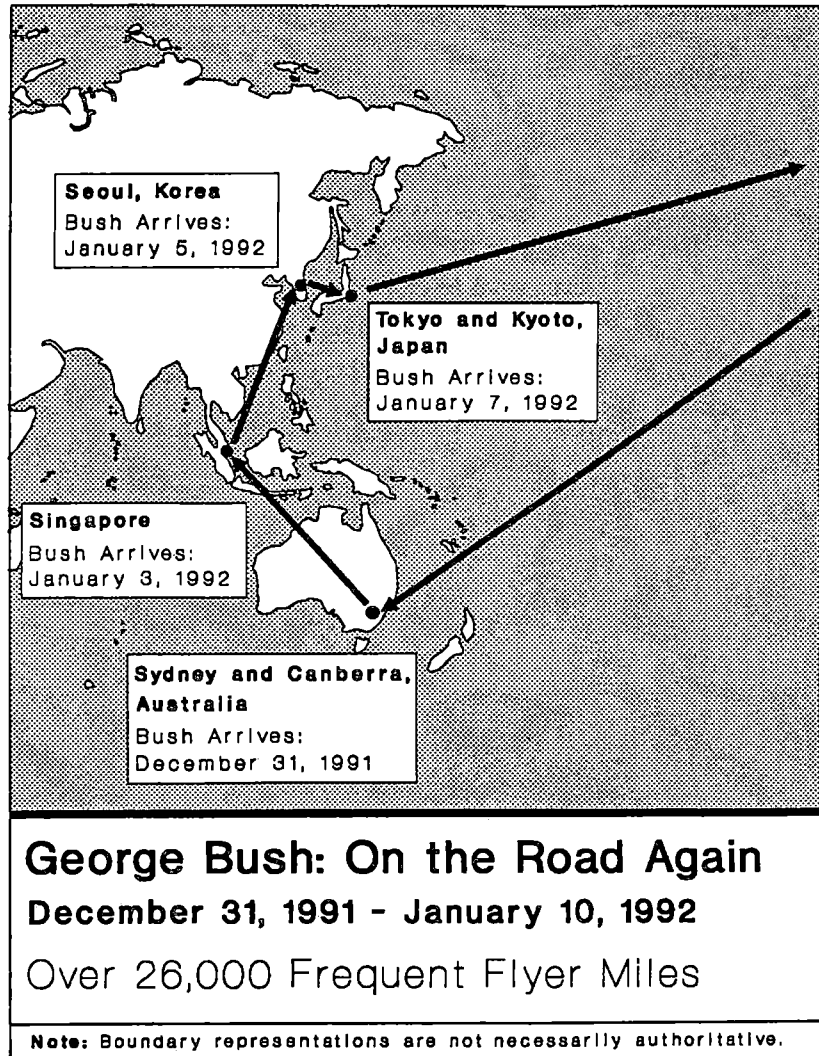 Seoul, Korea
Bush Arrives:
January 5, 1992
Tokyo and Kyoto,
Japan
Bush Arrives:
January 7, 1992
Singapore
Bush Arrives:
January 3, 1992
Sydney and Canberra,
Australia
Bush Arrives:
December 31, 1991
George Bush: On the Road Again
December 31, 1991 - January 10, 1992
Over 26,000 Frequent Flyer Miles
Note: Boundary representations are not necessarily authoritative.